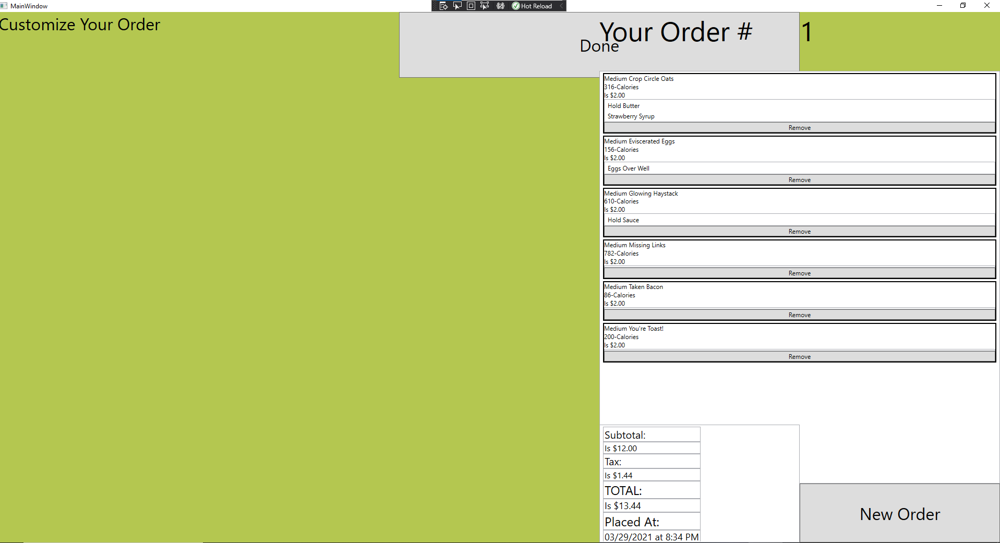 MainWindow
Hot Reload
Customize Your Order
Done
Your Order # 1
Medium Crop Circle Oats
316-Calories
Is $2.00
Hold Butter
Strawberry Syrup
Remove
Medium Eviscerated Eggs
156-Calories
Is $2.00
Eggs Over Well
Remove
Medium Glowing Haystack
610-Calories
Is $2.00
Hold Sauce
Remove
Medium Missing Links
782-Calories
Is $2.00
Remove
Medium Taken Bacon
86-Calories
Is $2.00
Remove
Medium You're Toast!
200-Calories
Is $2.00
Remove
Subtotal:
Is $12.00
Tax:
Is $1.44
TOTAL:
Is $13.44
Placed At:
03/29/2021 at 8:34 PM
New Order